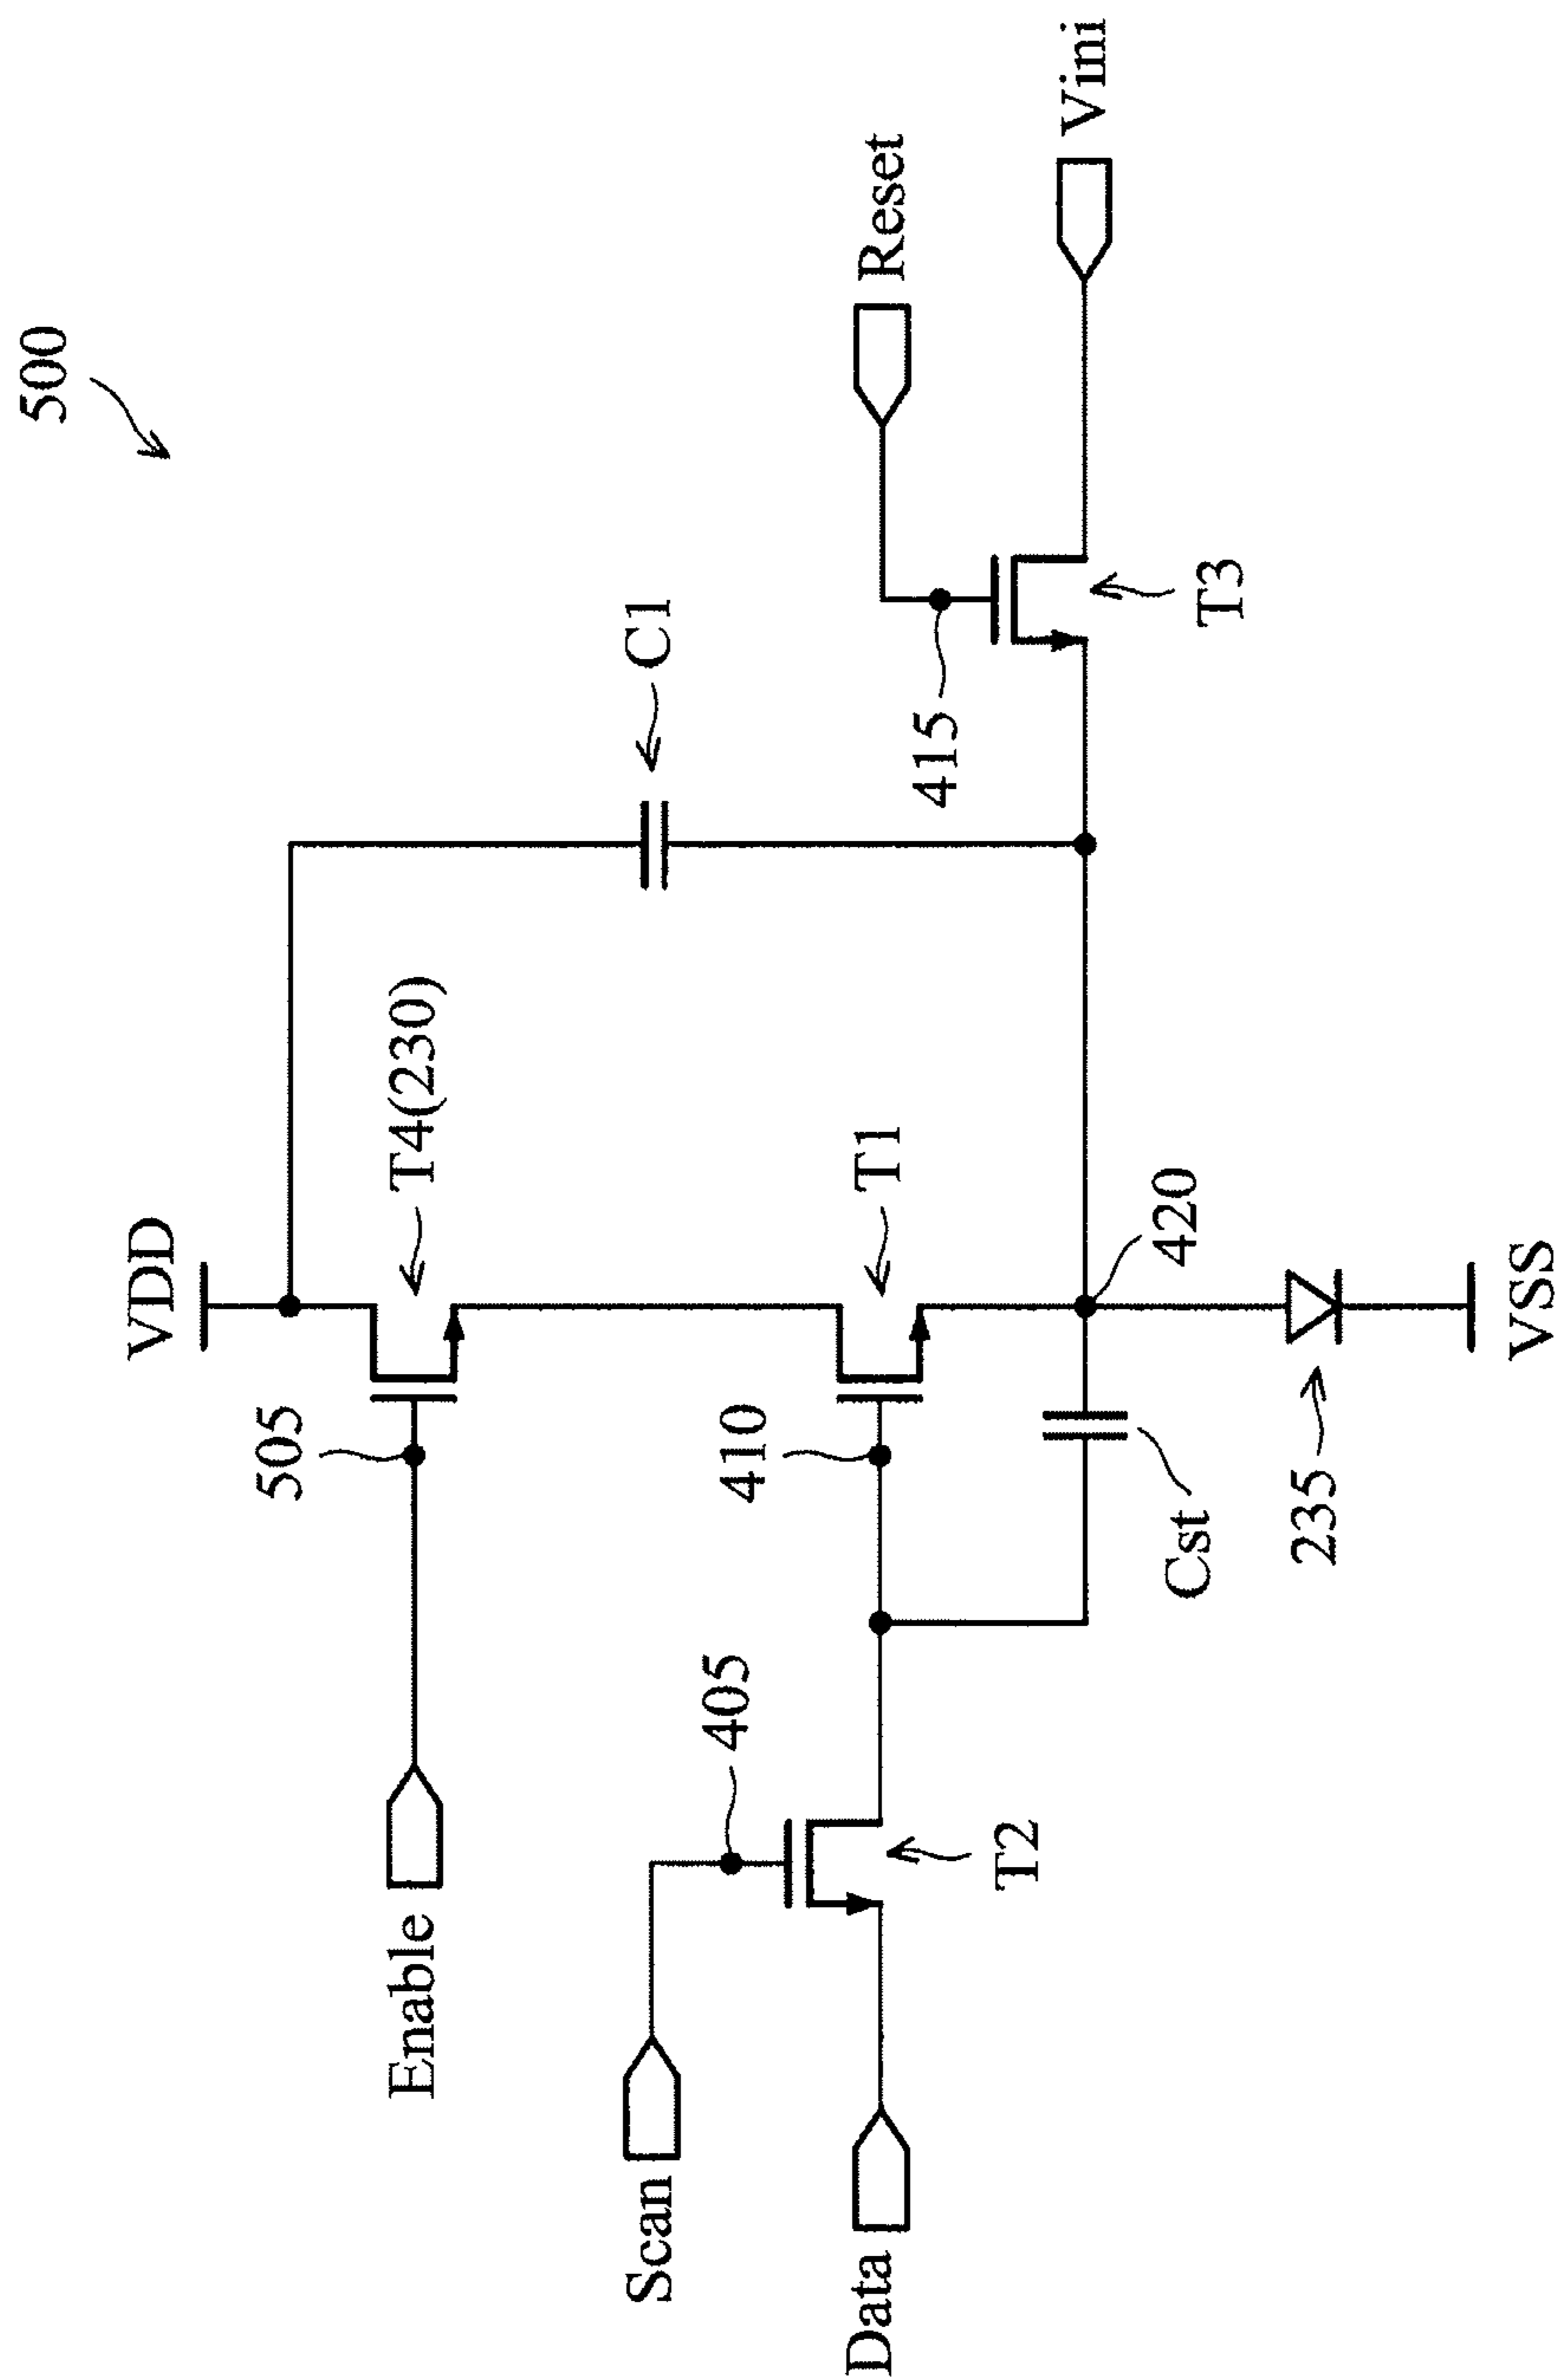 500
VDD
505
T4(230)
Enable
C1
Scan
405
410
T1
Reset
415
Data
T2
Cst
420
T3
Vini
235
VSS